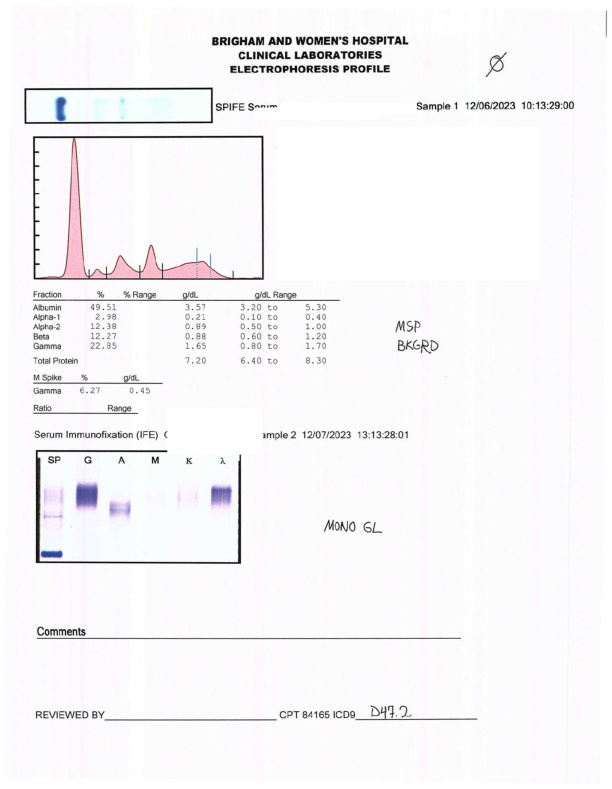 BRIGHAM AND WOMEN'S HOSPITAL
CLINICAL LABORATORIES
ELECTROPHORESIS PROFILE
Ø
SPIFE Serum Sample 1 12/06/2023 10:13:29:00
Fraction % % Range g/dL g/dL Range
Albumin 49.51 3.57 3.20 to 5.30
Alpha-1 2.98 0.21 0.10 to 0.40
Alpha-2 12.38 0.89 0.50 to 1.00
Beta 12.27 0.88 0.60 to 1.20
Gamma 22.85 1.65 0.80 to 1.70
MSP
BKGRD
Total Protein 7.20 6.40 to 8.30
M Spike % g/dL
Gamma 6.27 0.45
Ratio Range
Serum Immunofixation (IFE) ample 2 12/07/2023 13:13:28:01
SP G A M K λ
MONO GL
Comments
REVIEWED BY CPT 84165 ICD9 D47.2